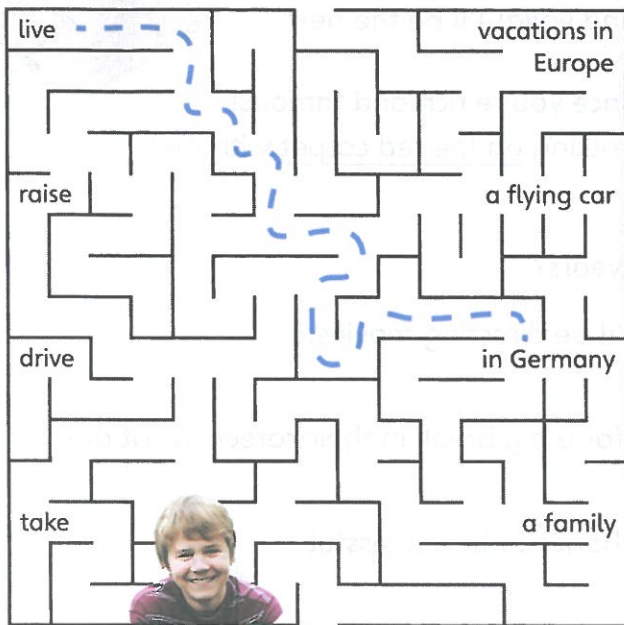 live
vacations in
Europe
raise
a flying car
drive
in Germany
take
a family